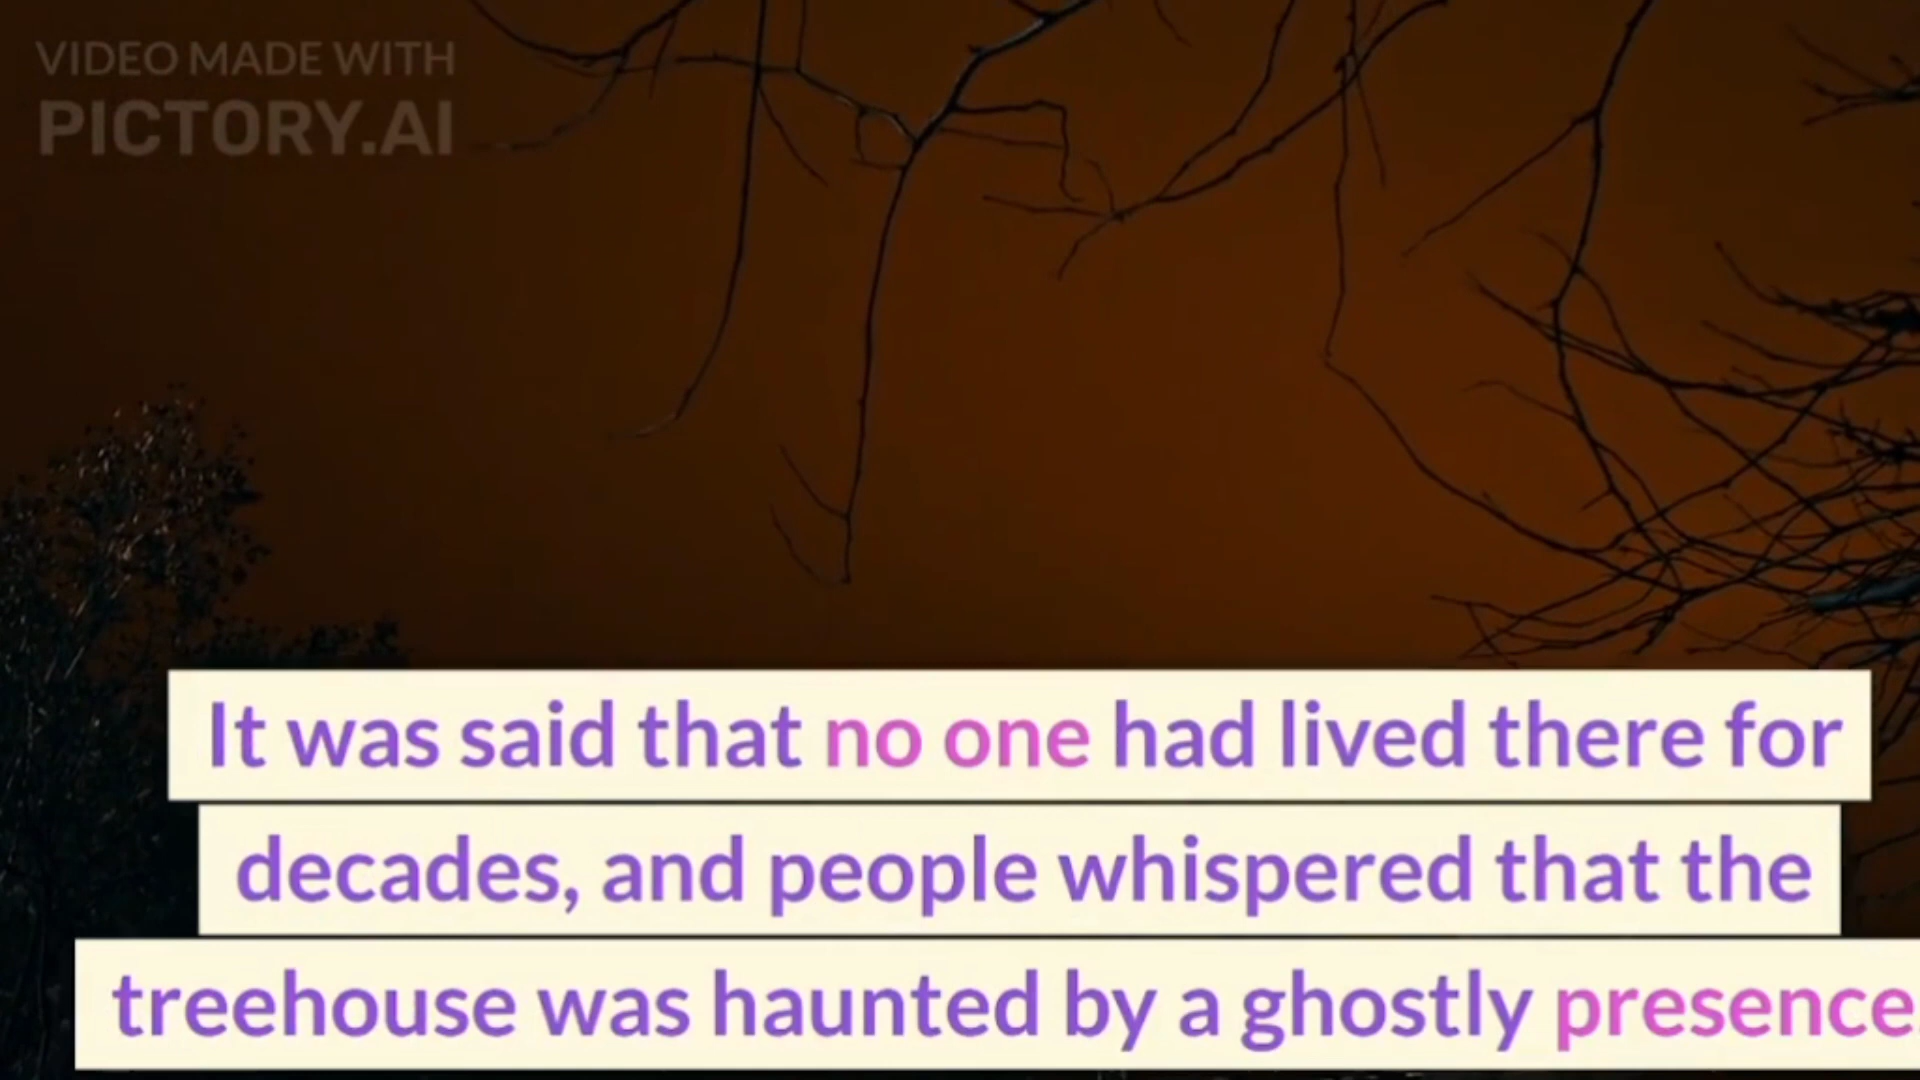 VIDEO MADE WITH
PICTORY.AI
It was said that no one had lived there for
decades, and people whispered that the
treehouse was haunted by a ghostly presence.